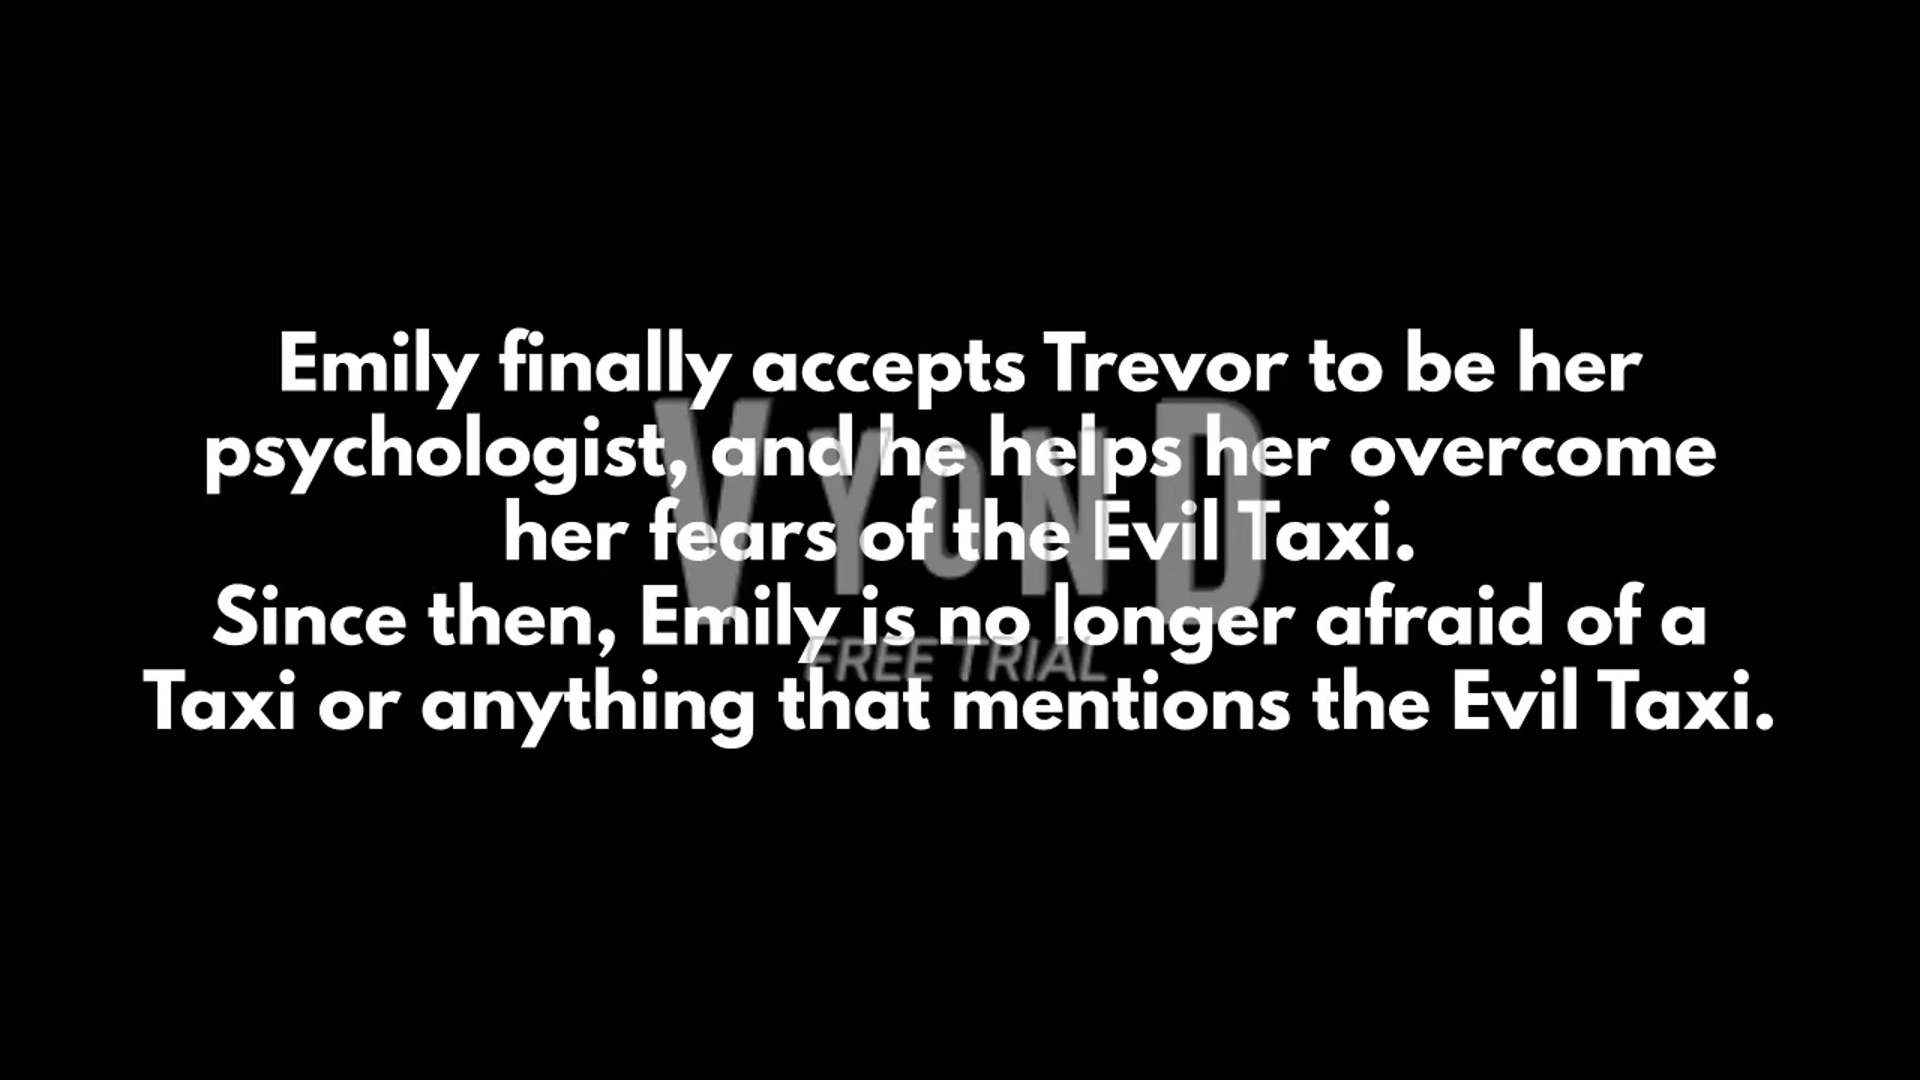 Emily finally accepts Trevor to be her
psychologist, and he helps her overcome
her fears of the Evil Taxi.
Since then, Emily is no longer afraid of a
Taxi or anything that mentions the Evil Taxi.
VYOND
FREE TRIAL